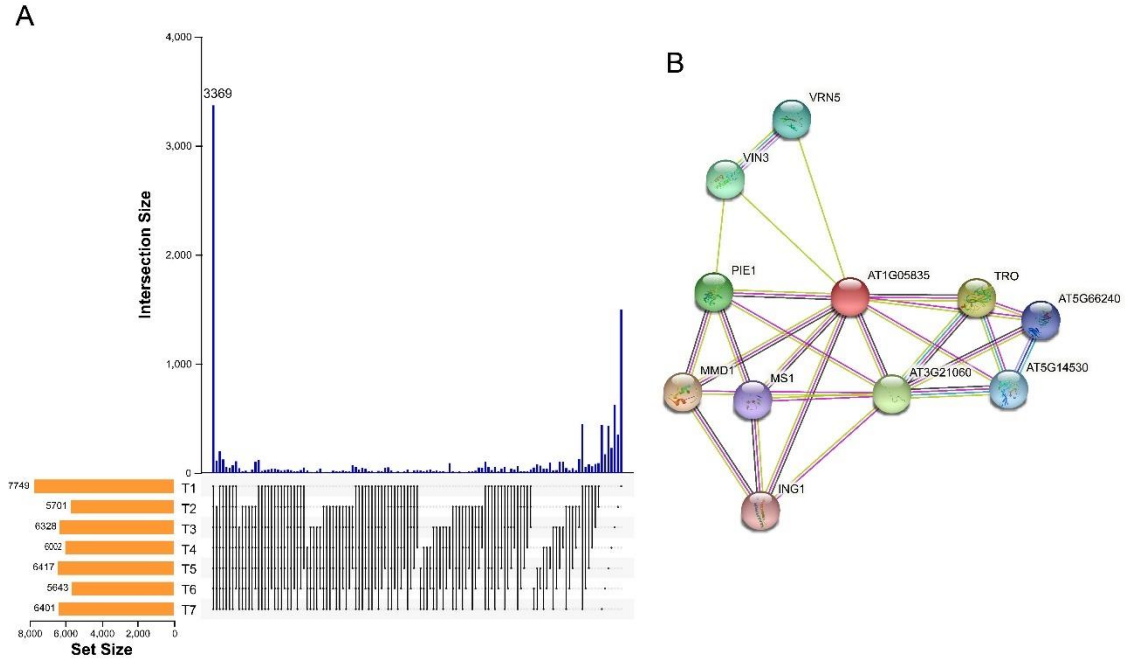 A
4,000
3369
3,000
2,000
1,000
0
Intersection Size
7749 T1
5701 T2
6328 T3
6002 T4
6417 T5
5643 T6
6401 T7
8,000 6,000 4,000 2,000 0
Set Size
B
VRN5
VIN3
PIE1
AT1G05835
TRO
AT5G66240
MMD1
MS1
AT3G21060
AT5G14530
ING1